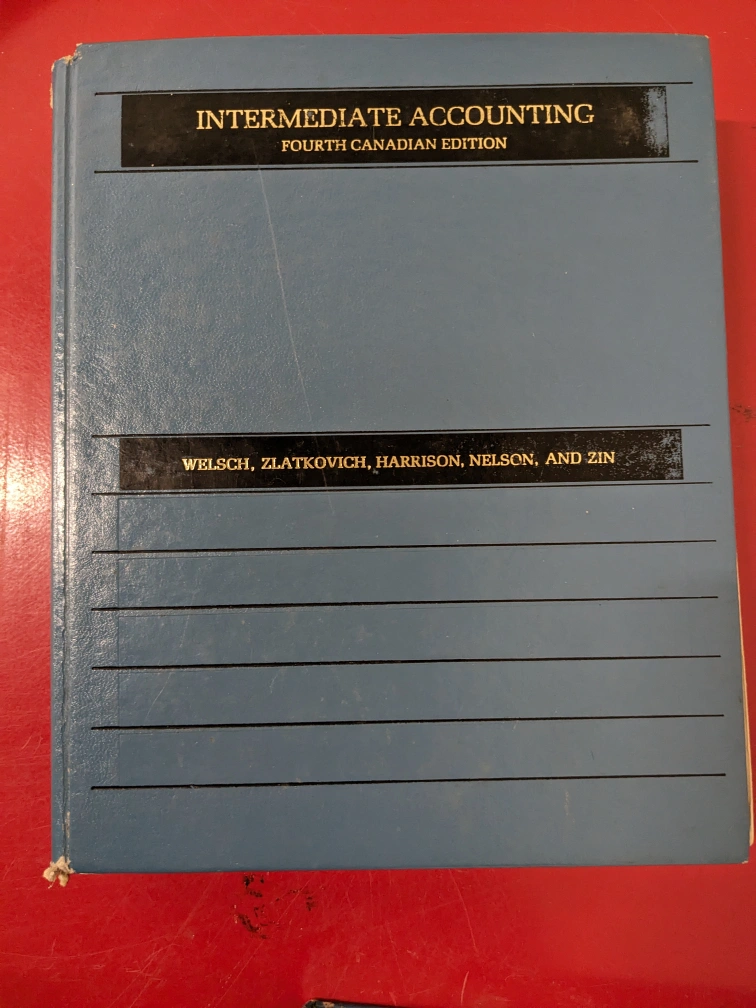 INTERMEDIATE ACCOUNTING
FOURTH CANADIAN EDITION
WELSCH, ZLATKOVICH, HARRISON, NELSON, AND ZIN